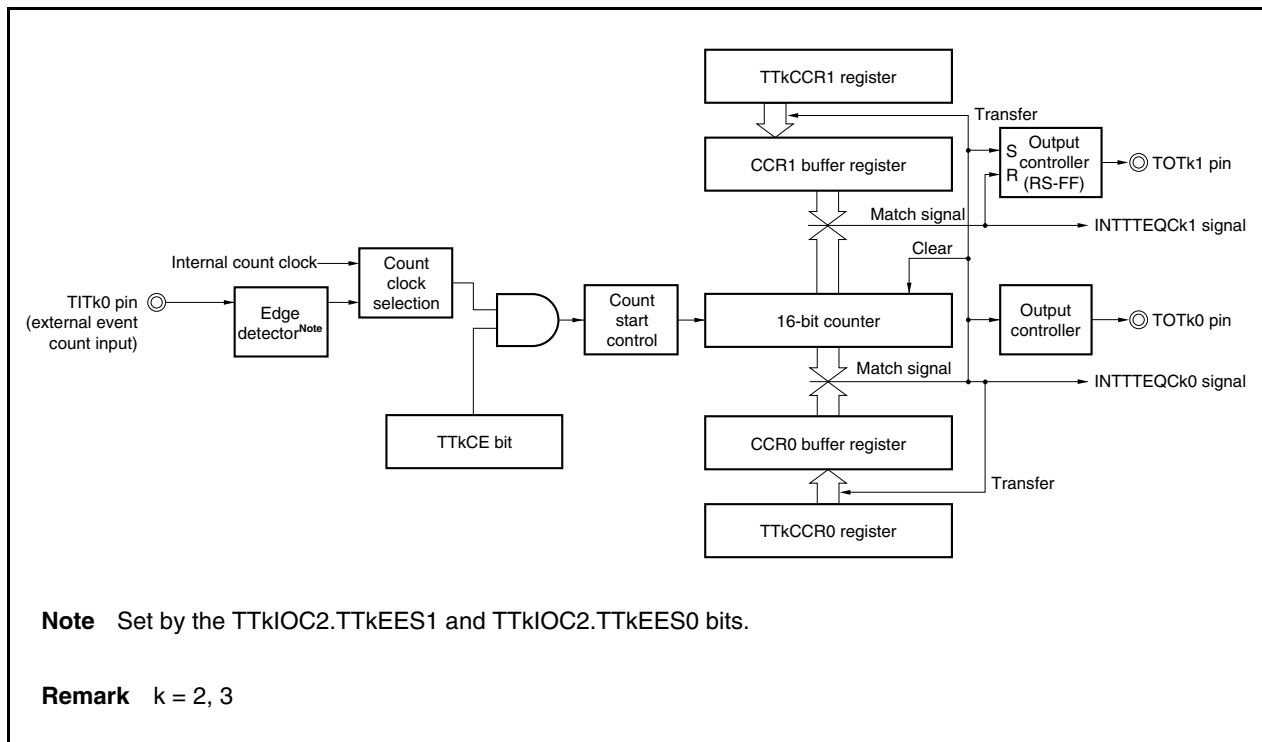 TTkCCR1 register
Transfer
CCR1 buffer register
S
R
Output
controller
(RS-FF)
TOTk1 pin
Match signal
INTTTEQCk1 signal
Internal count clock
Count
clock
selection
Clear
TITk0 pin
(external event
count input)
Edge
detectorNote
Count
start
control
16-bit counter
Output
controller
TOTk0 pin
Match signal
INTTTEQCk0 signal
TTkCE bit
CCR0 buffer register
Transfer
TTkCCR0 register
Note Set by the TTkIOC2.TTkEES1 and TTkIOC2.TTkEES0 bits.
Remark k = 2, 3